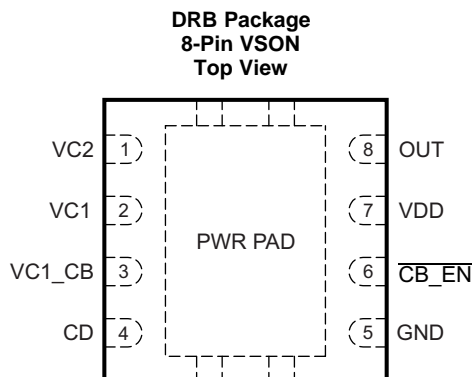 DRB Package
8-Pin VSON
Top View
VC2 1 8 OUT
VC1 2 7 VDD
PWR PAD
VC1_CB 3 6 CB_EN
CD 4 5 GND